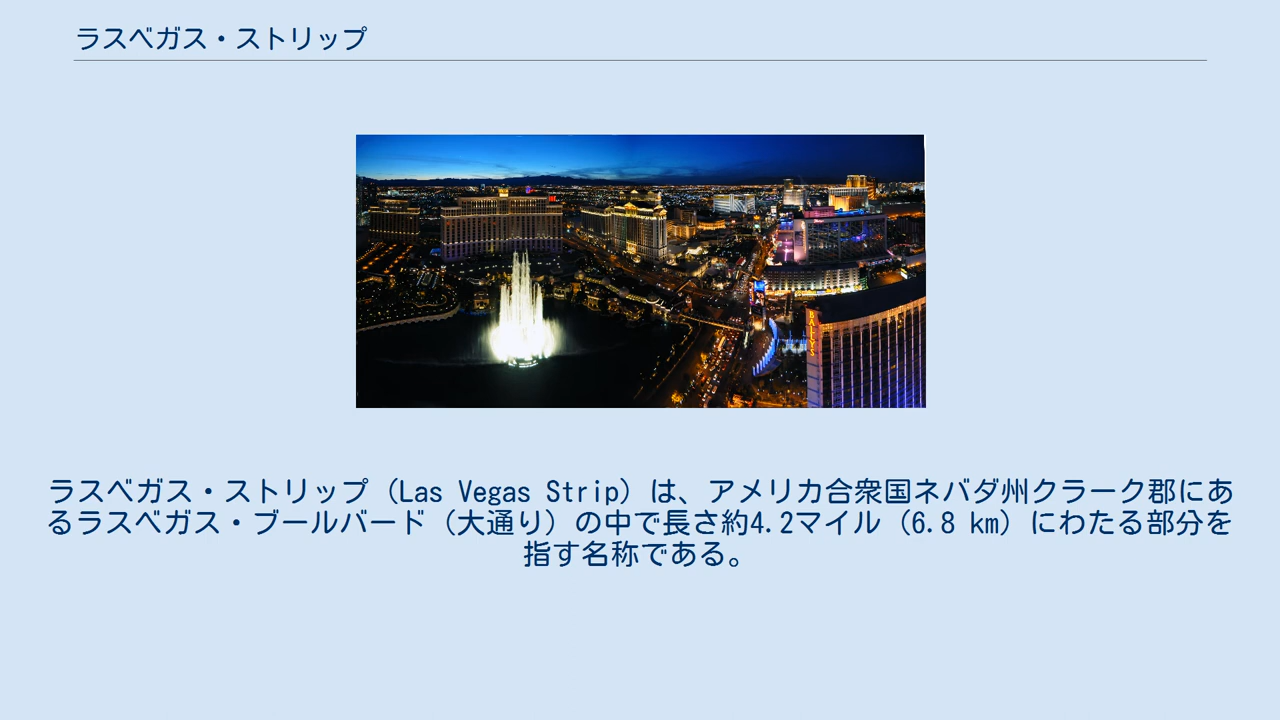 ラスベガス・ストリップ
ラスベガス・ストリップ（Las Vegas Strip）は、アメリカ合衆国ネバダ州クラーク郡にあ
るラスベガス・ブールバード（大通り）の中で長さ約4.2マイル（6.8 km）にわたる部分を
指す名称である。